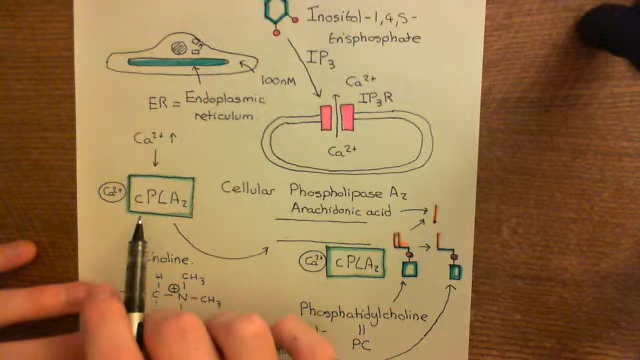 Inositol-1,4,5-
trisphosphate
IP3
100nM
Ca2+
IP3R
ER = Endoplasmic
reticulum
Ca2+
Ca2+ ↑
Cellular Phospholipase A2
Arachidonic acid
Ca2+
cPLA2
Ca2+
cPLA2
choline.
H
CH3
C - N - CH3
Phosphatidylcholine
=
PC